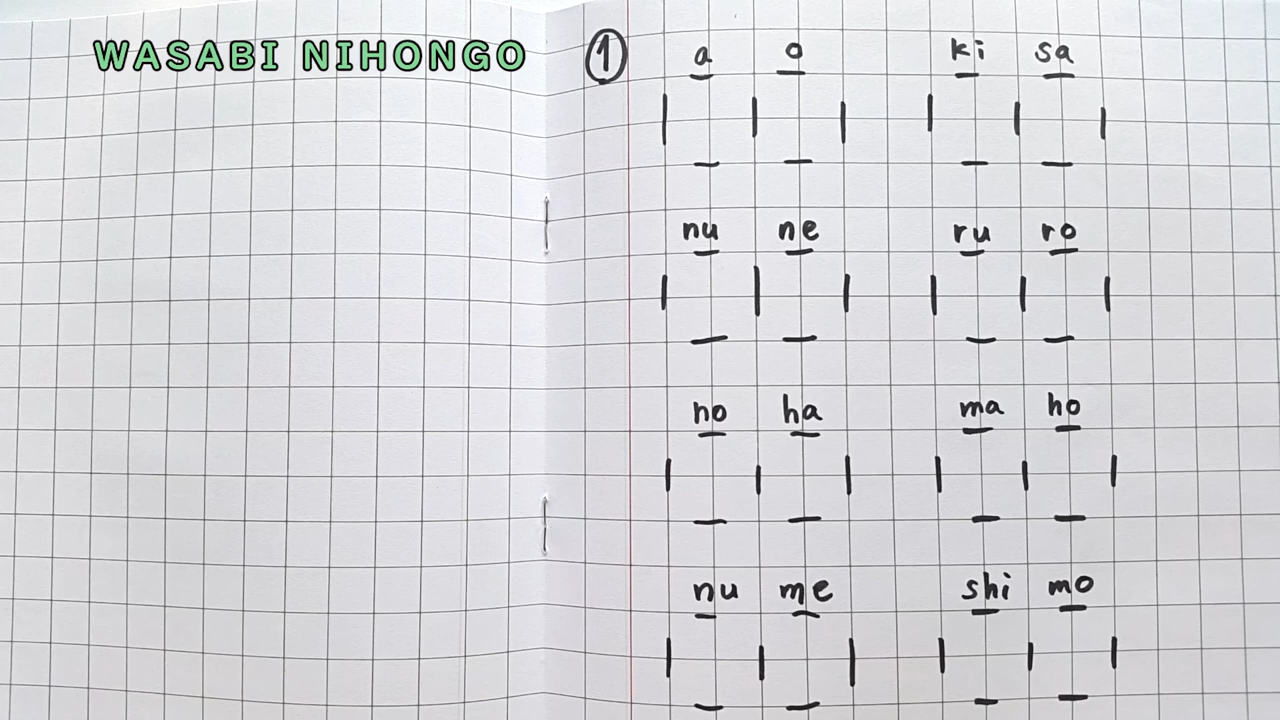 WASABI NIHONGO
1 a o ki sa
nu ne ru ro
no ha ma ho
nu me shi mo